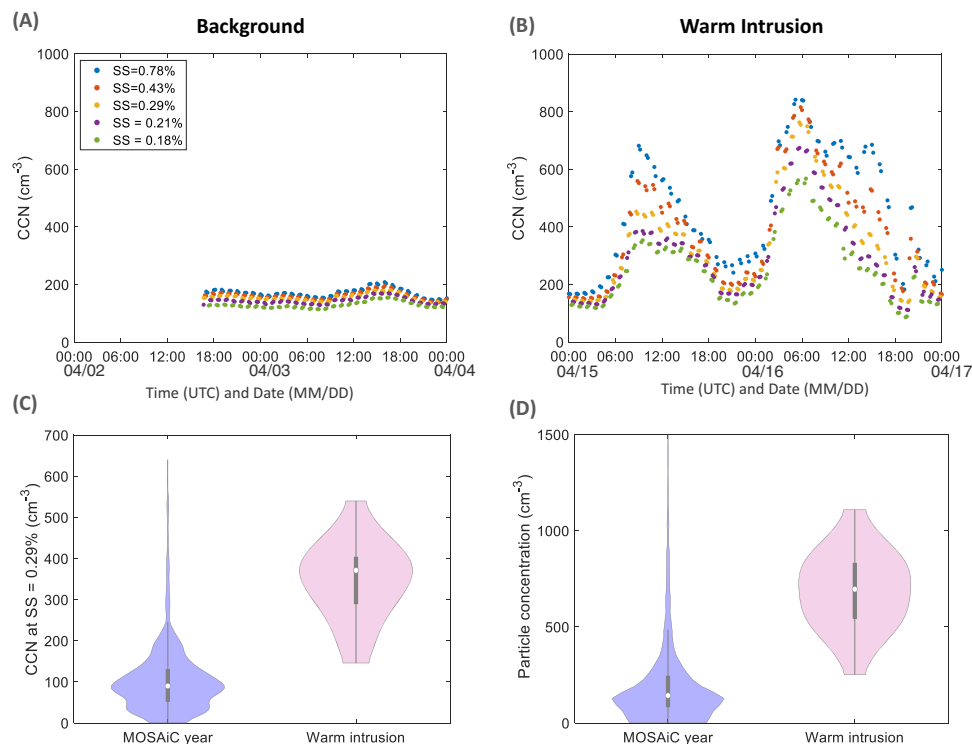 (A)
Background
1000
800
600
400
200
0
CCN (cm-3)
SS=0.78%
SS=0.43%
SS=0.29%
SS = 0.21%
SS = 0.18%
00:00 06:00 12:00 18:00 00:00 06:00 12:00 18:00 00:00
04/02 04/03 04/04
Time (UTC) and Date (MM/DD)
(B)
Warm Intrusion
1000
800
600
400
200
0
CCN (cm-3)
00:00 06:00 12:00 18:00 00:00 06:00 12:00 18:00 00:00
04/15 04/16 04/17
Time (UTC) and Date (MM/DD)
(C)
700
600
500
400
300
200
100
0
CCN at SS = 0.29% (cm-3)
MOSAiC year Warm intrusion
(D)
1500
1000
500
0
Particle concentration (cm-3)
MOSAiC year Warm intrusion